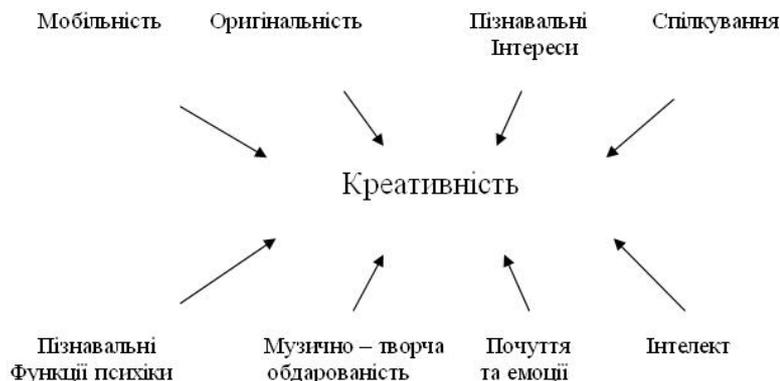 Мобільність Оригінальність Пізнавальні Спілкування
Інтереси
Креативність
Пізнавальні Музично – творча Почуття Інтелект
Функції психіки обдарованість та емоції